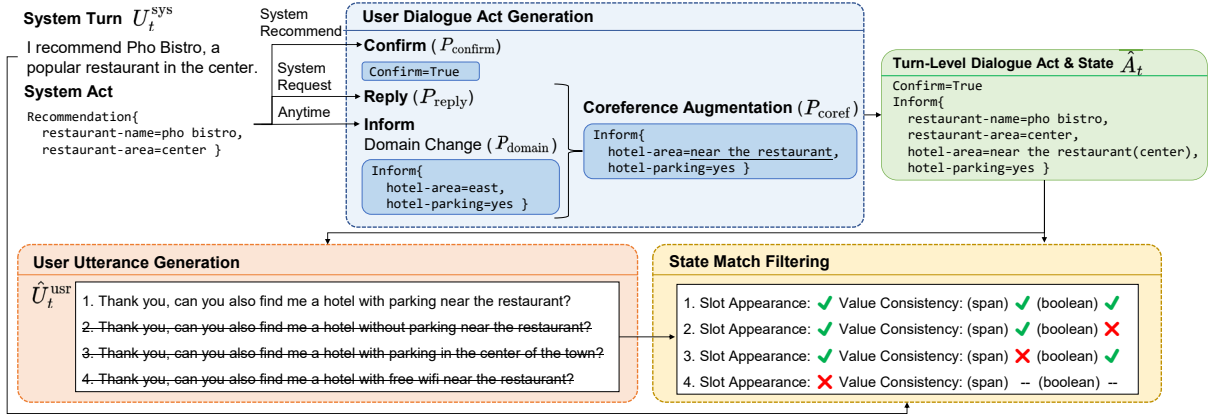 System Turn U_t^sys
I recommend Pho Bistro, a
popular restaurant in the center.
System Act
Recommendation{
restaurant-name=pho bistro,
restaurant-area=center }
System
Recommend
System
Request
Anytime
User Dialogue Act Generation
Confirm (P_confirm)
Confirm=True
Reply (P_reply)
Inform
Domain Change (P_domain)
Inform{
hotel-area=east,
hotel-parking=yes }
Coreference Augmentation (P_coref)
Inform{
hotel-area=near the restaurant,
hotel-parking=yes }
Turn-Level Dialogue Act & State \overline{\hat{A}_t}
Confirm=True
Inform{
restaurant-name=pho bistro,
restaurant-area=center,
hotel-area=near the restaurant(center),
hotel-parking=yes }
User Utterance Generation
Û_t^usr
1. Thank you, can you also find me a hotel with parking near the restaurant?
2. Thank you, can you also find me a hotel without parking near the restaurant?
3. Thank you, can you also find me a hotel with parking in the center of the town?
4. Thank you, can you also find me a hotel with free wifi near the restaurant?
State Match Filtering
1. Slot Appearance: ✓ Value Consistency: (span) ✓ (boolean) ✓
2. Slot Appearance: ✓ Value Consistency: (span) ✓ (boolean) ✗
3. Slot Appearance: ✓ Value Consistency: (span) ✗ (boolean) ✓
4. Slot Appearance: ✗ Value Consistency: (span) -- (boolean) --